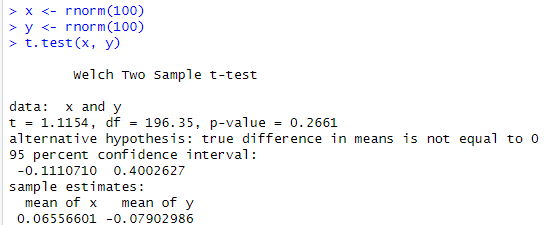 > x <- rnorm(100)
> y <- rnorm(100)
> t.test(x, y)
Welch Two Sample t-test
data:  x and y
t = 1.1154, df = 196.35, p-value = 0.2661
alternative hypothesis: true difference in means is not equal to 0
95 percent confidence interval:
 -0.1110710  0.4002627
sample estimates:
  mean of x   mean of y
 0.06556601 -0.07902986